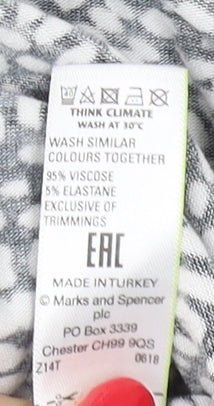 THINK CLIMATE
WASH AT 30°C
WASH SIMILAR
COLOURS TOGETHER
95% VISCOSE
5% ELASTANE
EXCLUSIVE OF
TRIMMINGS
EAC
MADE IN TURKEY
© Marks and Spencer
plc
PO Box 3339
Chester CH99 9QS
Z14T 0618